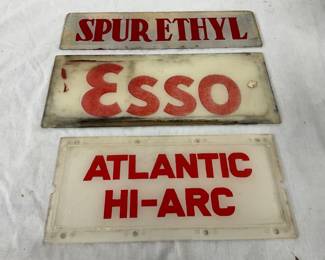 SPUR ETHYL
Esso
ATLANTIC
HI-ARC